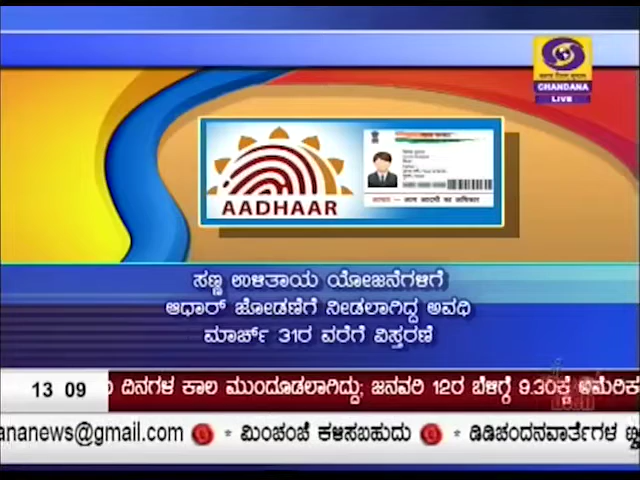 CHANDANA
LIVE
AADHAAR
ಸಣ್ಣ ಉಳಿತಾಯ ಯೋಜನೆಗಳಿಗೆ
ಆಧಾರ್ ಜೋಡಣೆಗೆ ನೀಡಲಾಗಿದ್ದ ಅವಧಿ
ಮಾರ್ಚ್ 31ರ ವರೆಗೆ ವಿಸ್ತರಣೆ
13 09
ದಿನಗಳ ಕಾಲ ಮುಂದೂಡಲಾಗಿದ್ದು; ಜನವರಿ 12ರ ಬೆಳಿಗ್ಗೆ 9.30ಕ್ಕೆ ಅಮೆರಿಕ
ananews@gmail.com * ಮಿಂಚಂಚೆ ಕಳಿಸಬಹುದು * ಡಿಡಿಚಂದನವಾರ್ತೆಗಳ